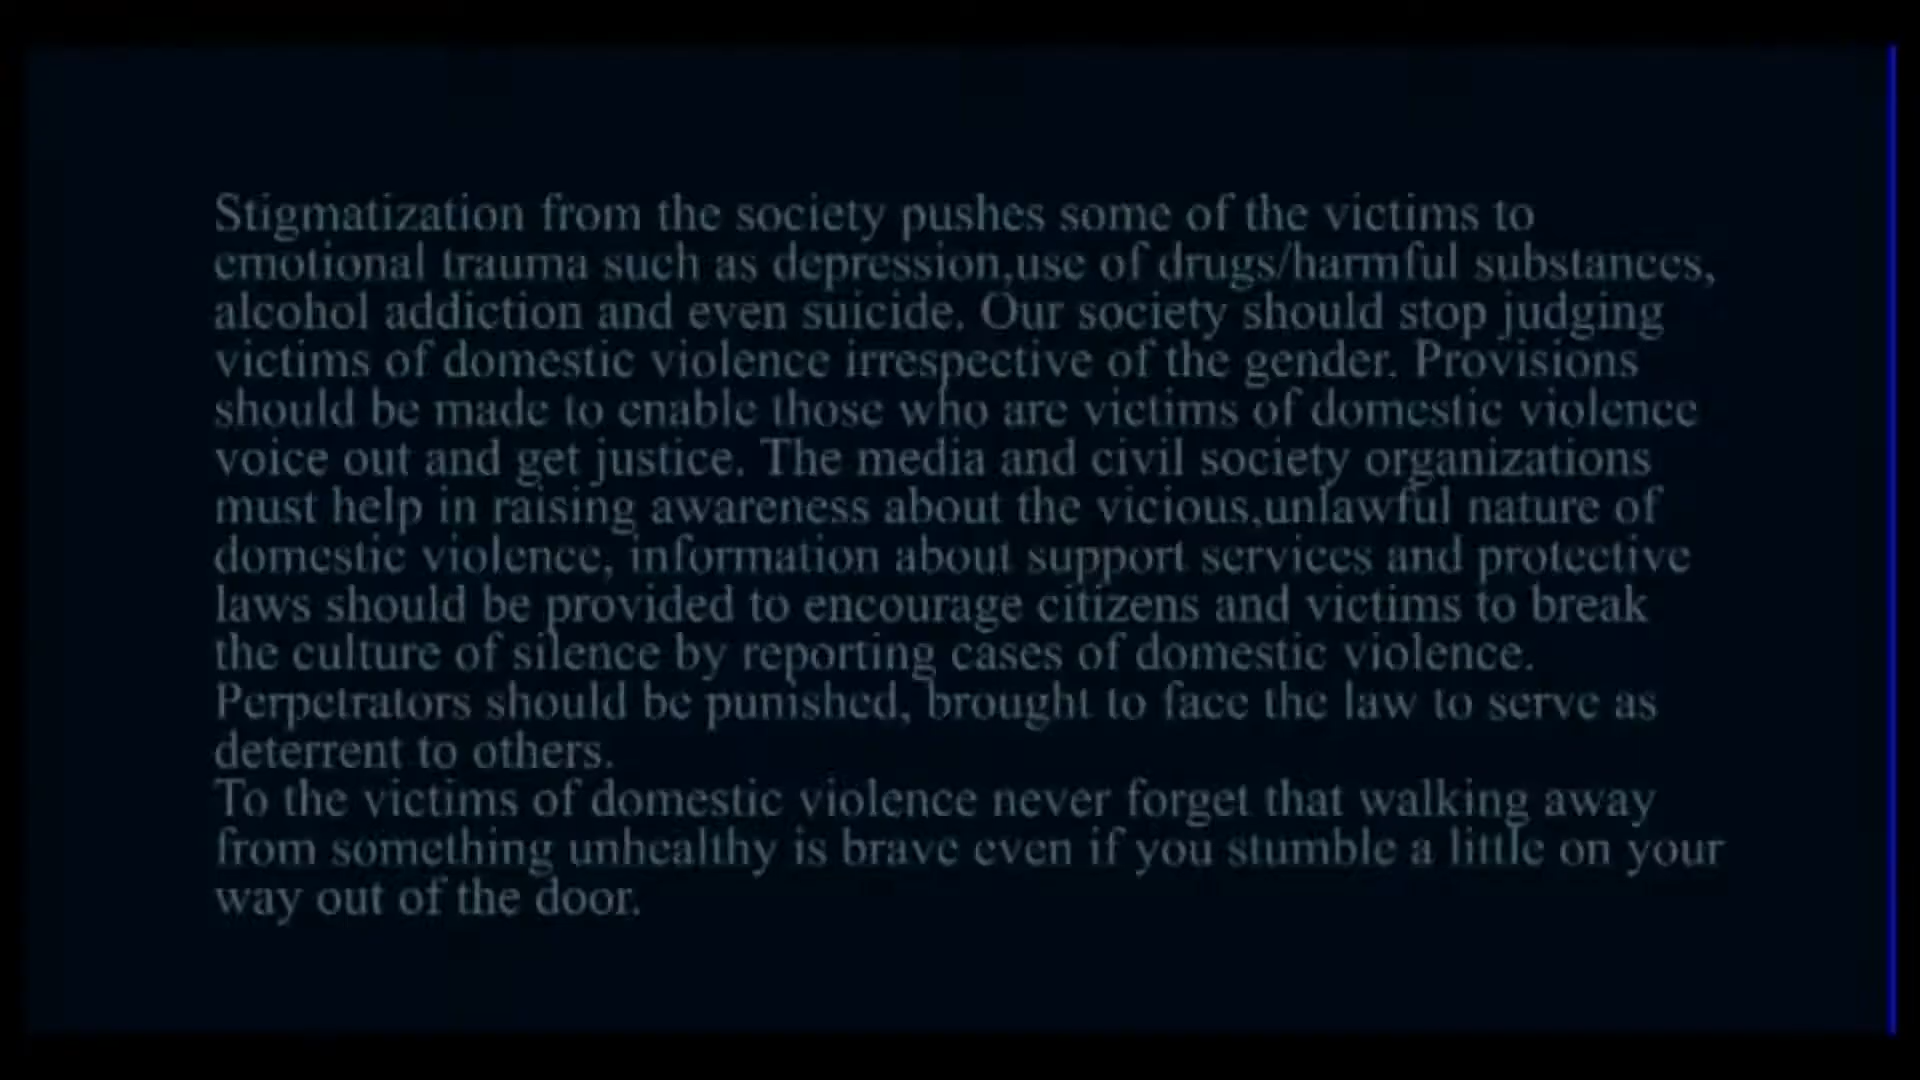 Stigmatization from the society pushes some of the victims to
emotional trauma such as depression,use of drugs/harmful substances,
alcohol addiction and even suicide. Our society should stop judging
victims of domestic violence irrespective of the gender. Provisions
should be made to enable those who are victims of domestic violence
voice out and get justice. The media and civil society organizations
must help in raising awareness about the vicious,unlawful nature of
domestic violence, information about support services and protective
laws should be provided to encourage citizens and victims to break
the culture of silence by reporting cases of domestic violence.
Perpetrators should be punished, brought to face the law to serve as
deterrent to others.
To the victims of domestic violence never forget that walking away
from something unhealthy is brave even if you stumble a little on your
way out of the door.